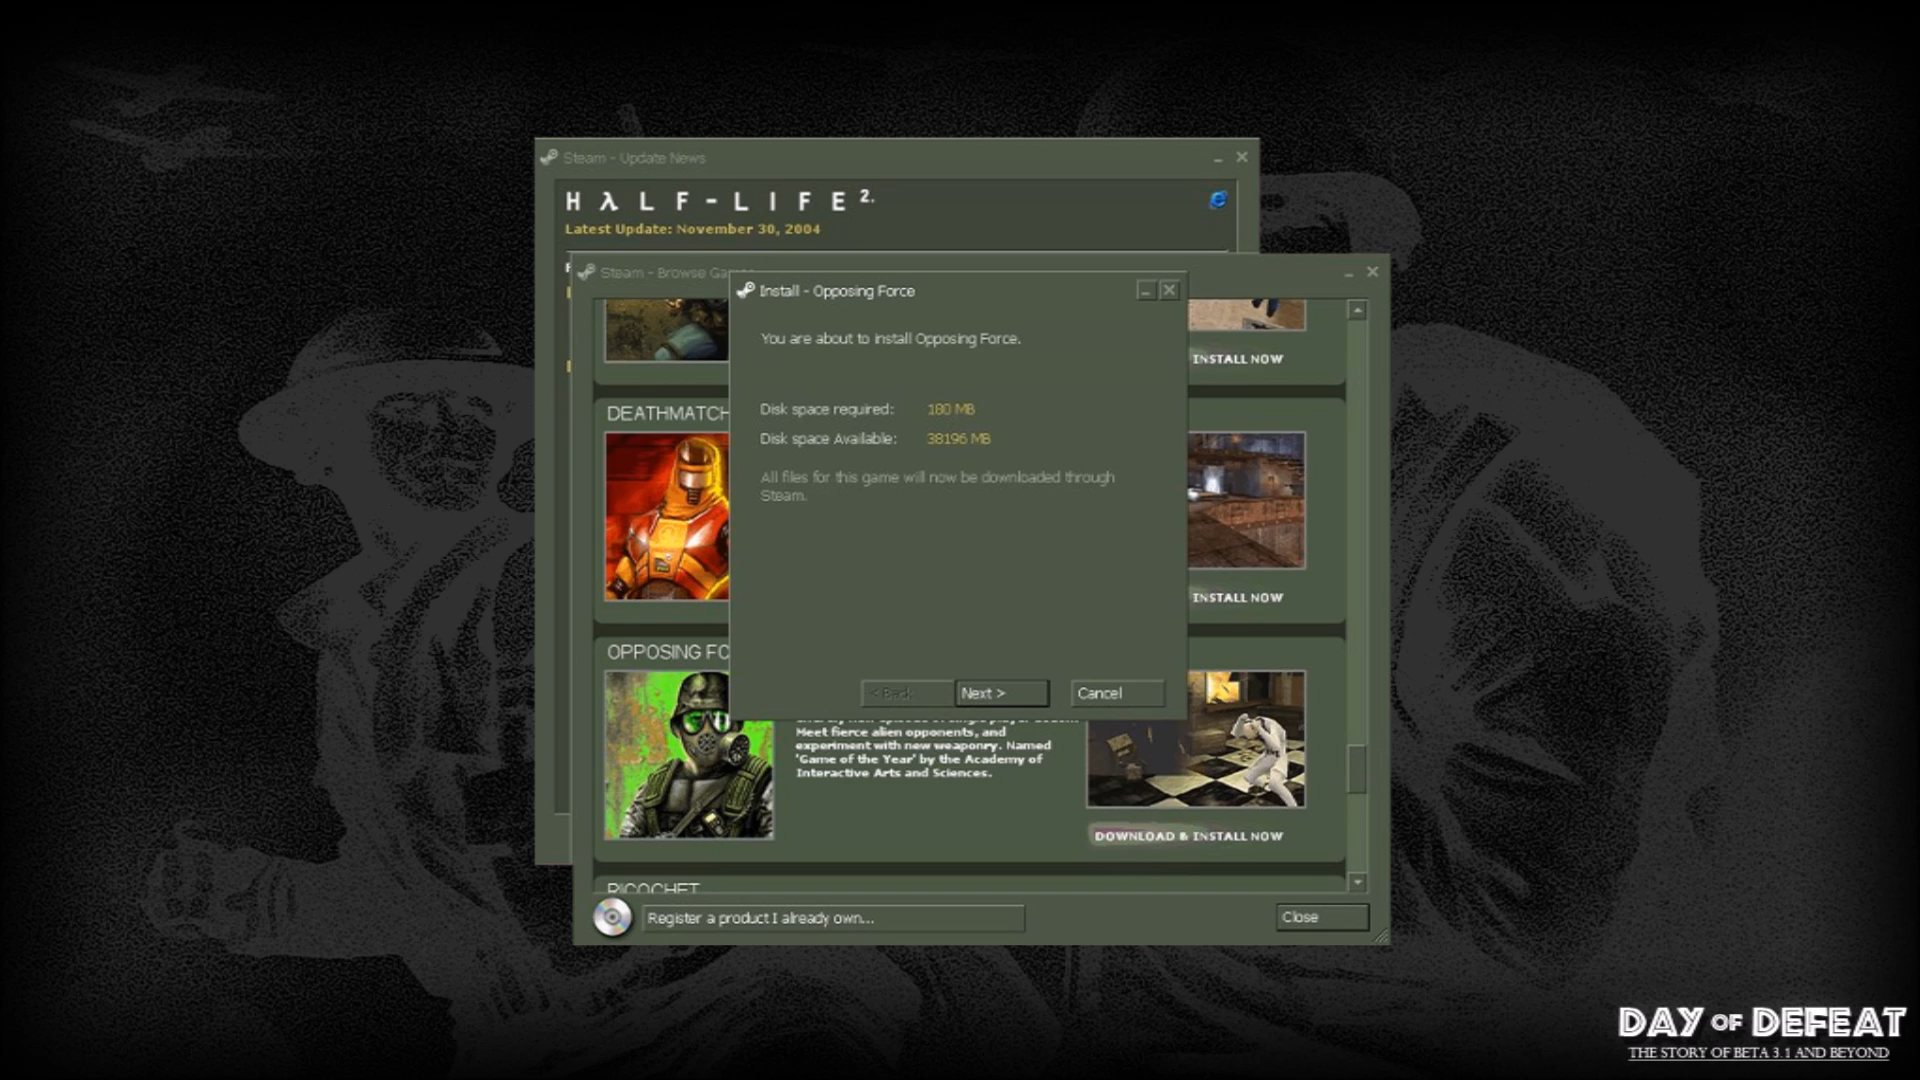 Steam - Update News
HλLF-LIFE2.
Latest Update: November 30, 2004
Steam - Browse Ga
Install - Opposing Force
You are about to install Opposing Force.
INSTALL NOW
Disk space required: 180 MB
Disk space Available: 38196 MB
All files for this game will now be downloaded through
Steam.
DEATHMATCH
INSTALL NOW
OPPOSING FO
< Back
Next >
Cancel
Meet fierce alien opponents, and
experiment with new weaponry. Named
'Game of the Year' by the Academy of
Interactive Arts and Sciences.
DOWNLOAD & INSTALL NOW
RICOCHET
Register a product I already own...
Close
DAY OF DEFEAT
THE STORY OF BETA 3.1 AND BEYOND